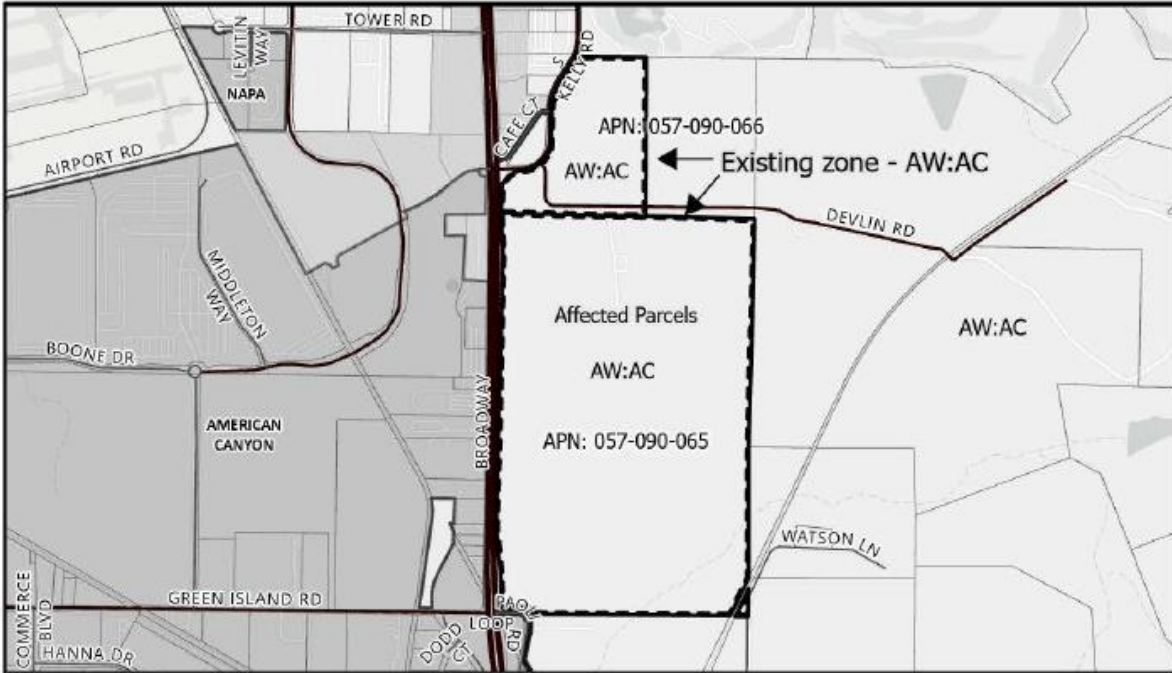 TOWER RD
LEVITIN
WAY
NAPA
S
KELLY RD
CAFE CT
APN: 057-090-066
AIRPORT RD
AW:AC
Existing zone - AW:AC
DEVLIN RD
MIDDLETON
WAY
Affected Parcels
AW:AC
AW:AC
BOONE DR
AMERICAN
CANYON
BROADWAY
APN: 057-090-065
WATSON LN
GREEN ISLAND RD
PAOLI
LOOP
RD
COMMERCE
BLVD
DODD
CT
HANNA DR